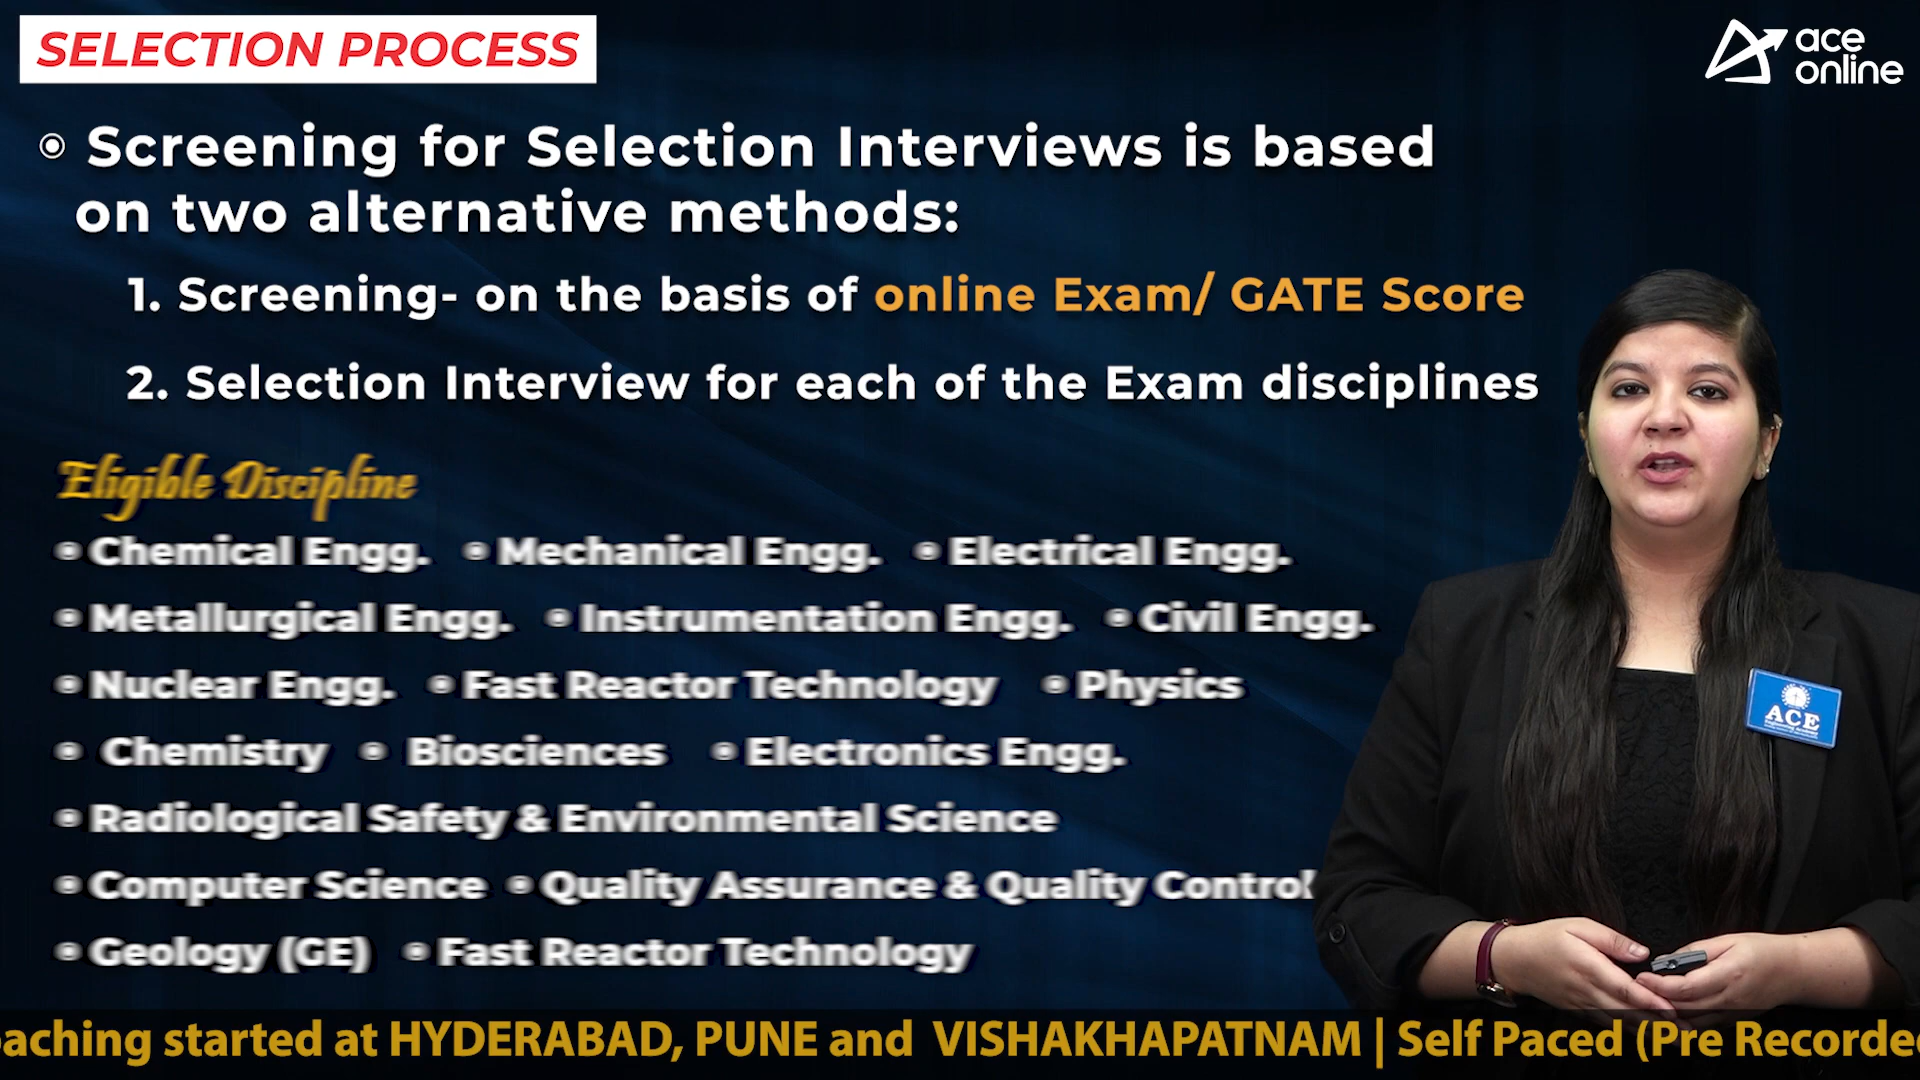 SELECTION PROCESS
ace
online
Screening for Selection Interviews is based
on two alternative methods:
1. Screening- on the basis of online Exam/ GATE Score
2. Selection Interview for each of the Exam disciplines
Eligible Discipline
Chemical Engg. Mechanical Engg. Electrical Engg.
Metallurgical Engg. Instrumentation Engg. Civil Engg.
Nuclear Engg. Fast Reactor Technology Physics
Chemistry Biosciences Electronics Engg.
Radiological Safety & Environmental Science
Computer Science Quality Assurance & Quality Control
Geology (GE) Fast Reactor Technology
ACE
oaching started at HYDERABAD, PUNE and VISHAKHAPATNAM | Self Paced (Pre Recorde